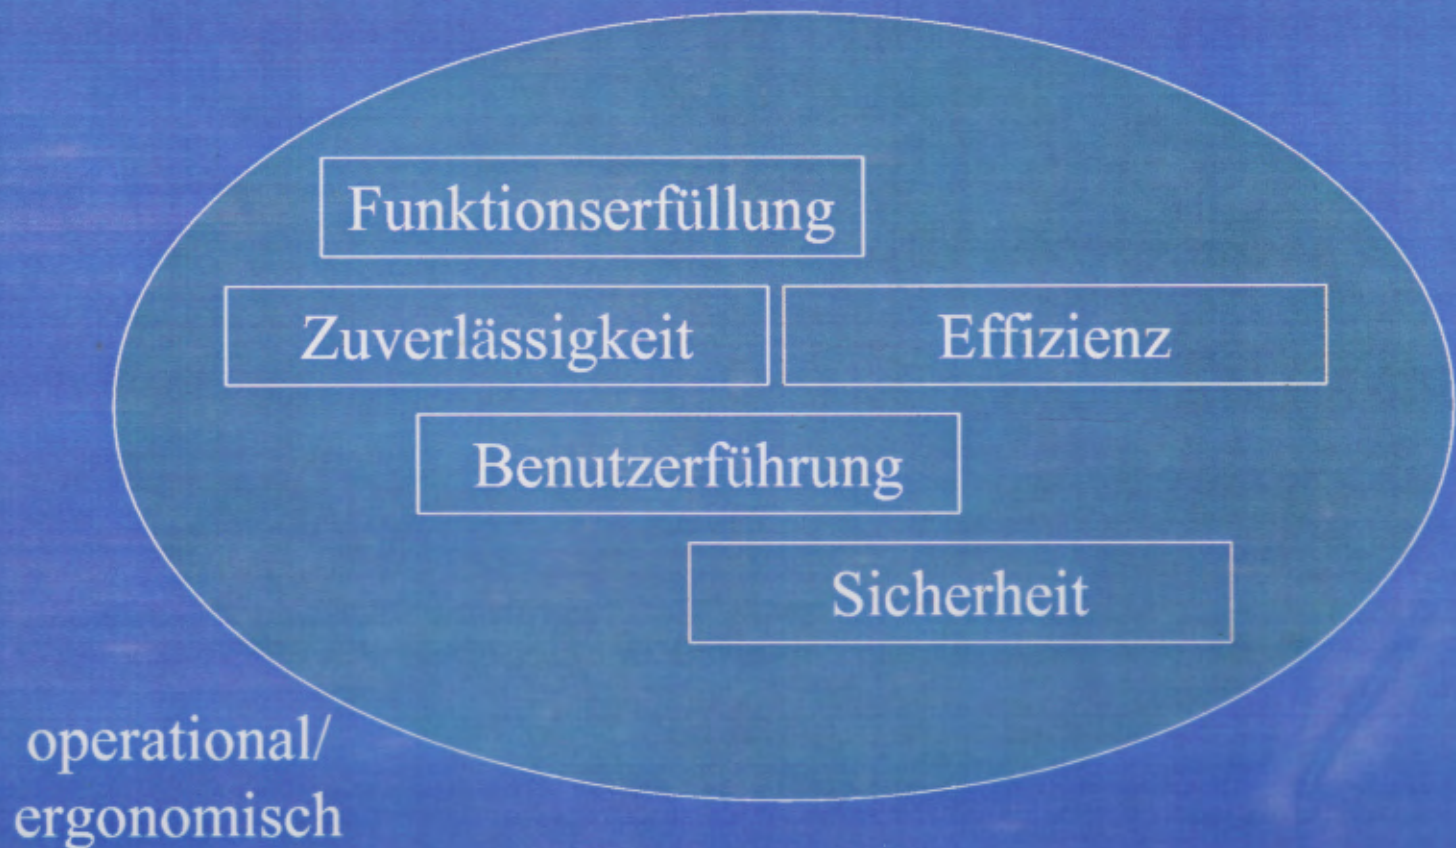 Funktionserfüllung
Zuverlässigkeit
Effizienz
Benutzerführung
Sicherheit
operational/
ergonomisch